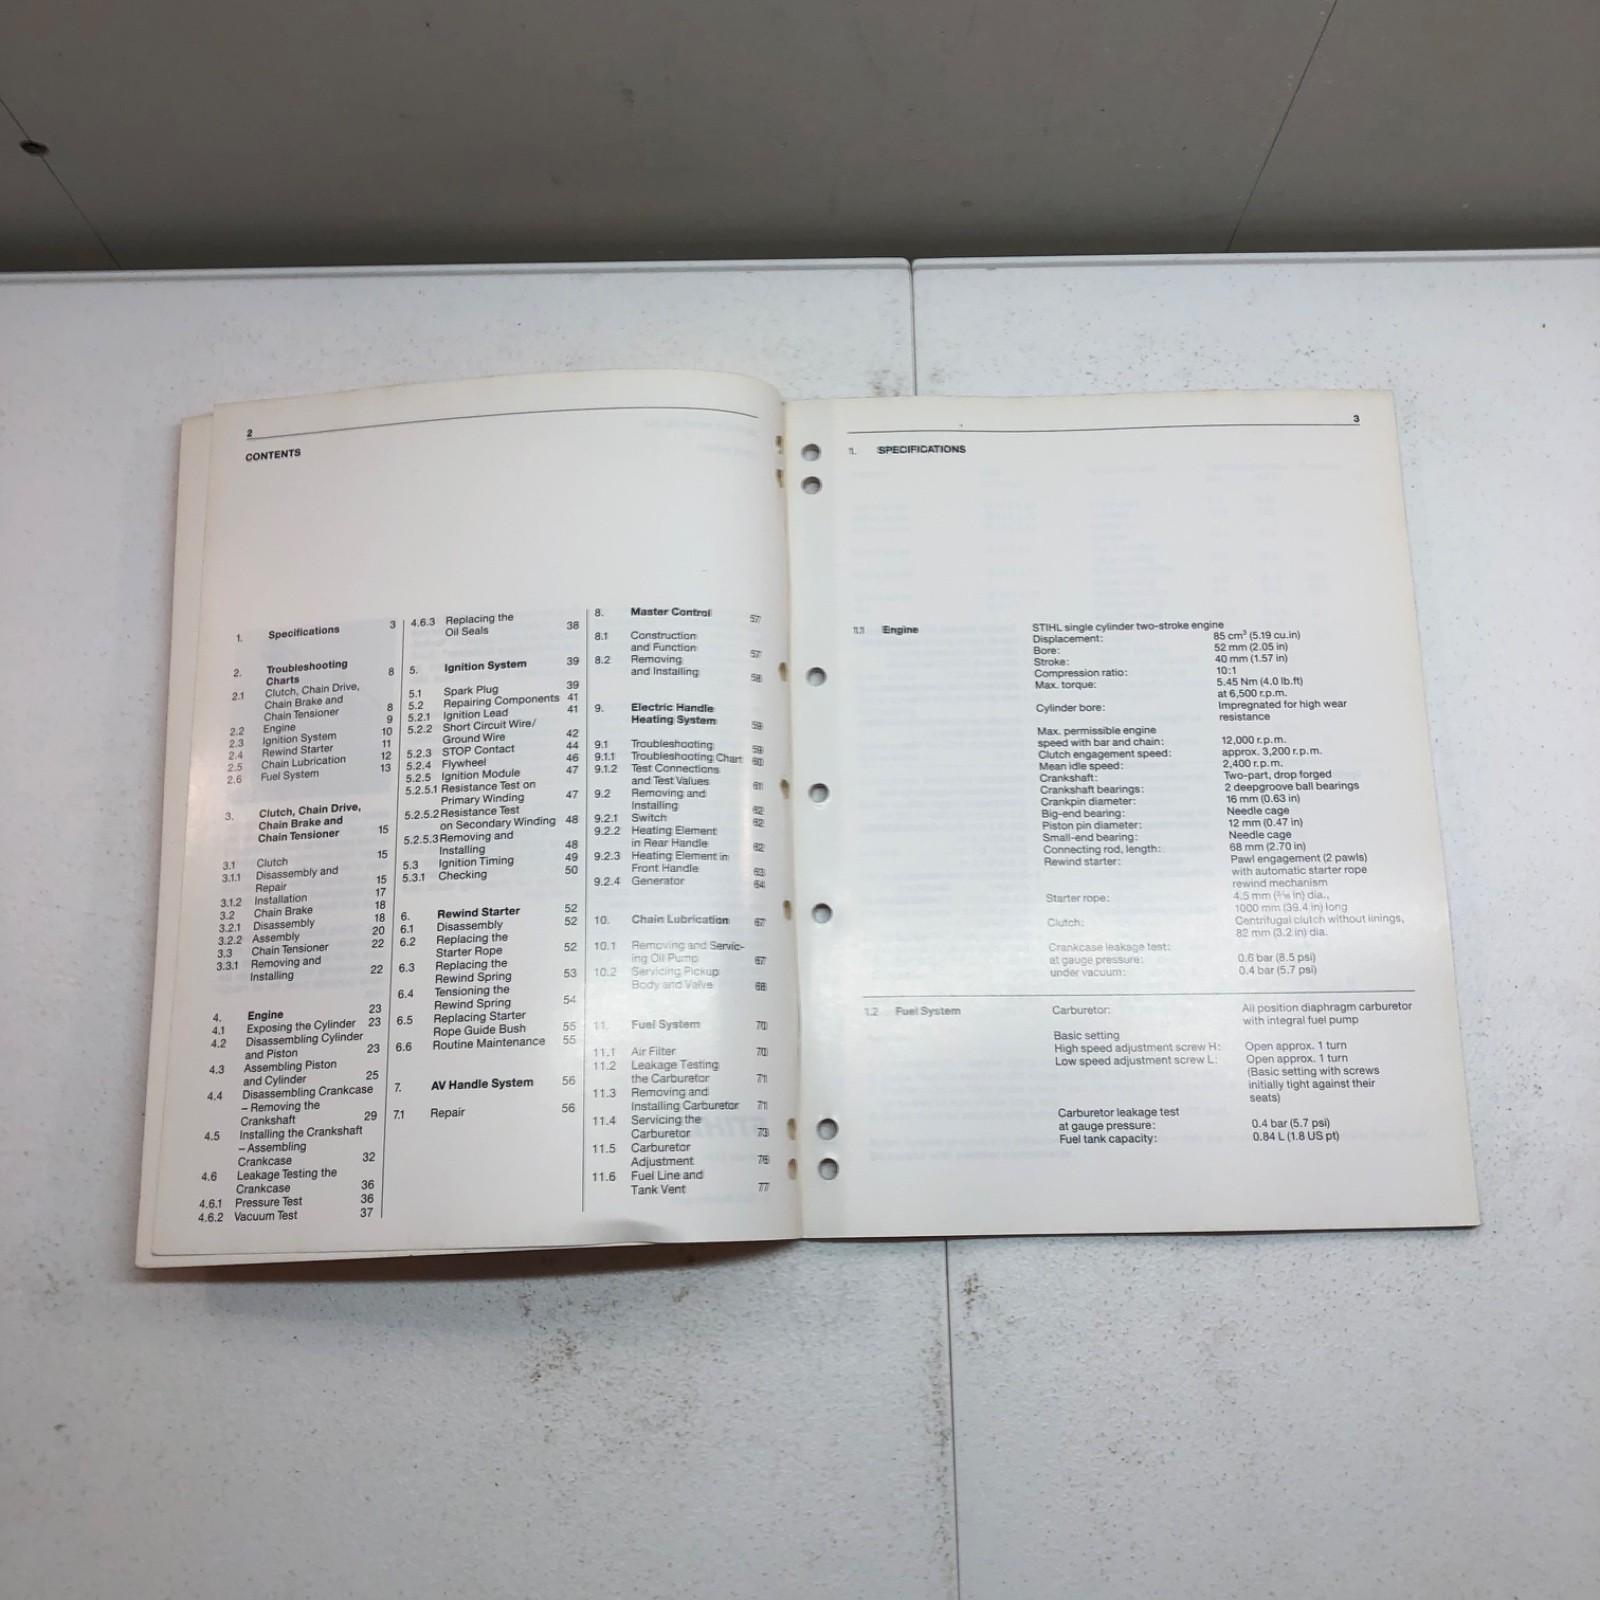 2
CONTENTS
1. Specifications 3
2. Troubleshooting
Charts 8
2.1 Clutch, Chain Drive,
Chain Brake and
Chain Tensioner 8
2.2 Engine 9
2.3 Ignition System 10
2.4 Rewind Starter 11
2.5 Chain Lubrication 12
2.6 Fuel System 13
3. Clutch, Chain Drive,
Chain Brake and
Chain Tensioner 15
3.1 Clutch 15
3.1.1 Disassembly and
Repair 15
3.1.2 Installation 17
3.2 Chain Brake 18
3.2.1 Disassembly 18
3.2.2 Assembly 20
3.3 Chain Tensioner 22
3.3.1 Removing and
Installing 22
4. Engine 23
4.1 Exposing the Cylinder 23
4.2 Disassembling Cylinder
and Piston 23
4.3 Assembling Piston
and Cylinder 25
4.4 Disassembling Crankcase
– Removing the
Crankshaft 29
4.5 Installing the Crankshaft
– Assembling
Crankcase 32
4.6 Leakage Testing the
Crankcase 36
4.6.1 Pressure Test 36
4.6.2 Vacuum Test 37
4.6.3 Replacing the
Oil Seals 38
5. Ignition System 39
5.1 Spark Plug 39
5.2 Repairing Components 41
5.2.1 Ignition Lead 41
5.2.2 Short Circuit Wire/
Ground Wire 42
5.2.3 STOP Contact 44
5.2.4 Flywheel 46
5.2.5 Ignition Module 47
5.2.5.1 Resistance Test on
Primary Winding 47
5.2.5.2 Resistance Test
on Secondary Winding 48
5.2.5.3 Removing and
Installing 48
5.3 Ignition Timing 49
5.3.1 Checking 50
6. Rewind Starter 52
6.1 Disassembly 52
6.2 Replacing the
Starter Rope 52
6.3 Replacing the
Rewind Spring 53
6.4 Tensioning the
Rewind Spring 54
6.5 Replacing Starter
Rope Guide Bush 55
6.6 Routine Maintenance 55
7. AV Handle System 56
7.1 Repair 56
8. Master Control 57
8.1 Construction
and Function 57
8.2 Removing
and Installing 58
9. Electric Handle
Heating System 59
9.1 Troubleshooting 59
9.1.1 Troubleshooting Chart 60
9.1.2 Test Connections
and Test Values 61
9.2 Removing and
Installing 62
9.2.1 Switch 62
9.2.2 Heating Element
in Rear Handle 62
9.2.3 Heating Element in
Front Handle 63
9.2.4 Generator 64
10. Chain Lubrication 67
10.1 Removing and Servic-
ing Oil Pump 67
10.2 Servicing Pickup
Body and Valve 68
11. Fuel System 70
11.1 Air Filter 70
11.2 Leakage Testing
the Carburetor 71
11.3 Removing and
Installing Carburetor 71
11.4 Servicing the
Carburetor 73
11.5 Carburetor
Adjustment 76
11.6 Fuel Line and
Tank Vent 77
3
1. SPECIFICATIONS
1.1 Engine
STIHL single cylinder two-stroke engine
Displacement: 85 cm³ (5.19 cu.in)
Bore: 52 mm (2.05 in)
Stroke: 40 mm (1.57 in)
Compression ratio: 10:1
Max. torque: 5.45 Nm (4.0 lb.ft)
at 6,500 r.p.m.
Cylinder bore: Impregnated for high wear
resistance
Max. permissible engine
speed with bar and chain: 12,000 r.p.m.
Clutch engagement speed: approx. 3,200 r.p.m.
Mean idle speed: 2,400 r.p.m.
Crankshaft: Two-part, drop forged
Crankshaft bearings: 2 deepgroove ball bearings
Crankpin diameter: 16 mm (0.63 in)
Big-end bearing: Needle cage
Piston pin diameter: 12 mm (0.47 in)
Small-end bearing: Needle cage
Connecting rod, length: 68 mm (2.70 in)
Rewind starter: Pawl engagement (2 pawls)
with automatic starter rope
rewind mechanism
Starter rope: 4.5 mm (3/16 in) dia.,
1000 mm (39.4 in) long
Clutch: Centrifugal clutch without linings,
82 mm (3.2 in) dia.
Crankcase leakage test:
at gauge pressure: 0.6 bar (8.5 psi)
under vacuum: 0.4 bar (5.7 psi)
1.2 Fuel System
Carburetor: All position diaphragm carburetor
with integral fuel pump
Basic setting
High speed adjustment screw H: Open approx. 1 turn
Low speed adjustment screw L: Open approx. 1 turn
(Basic setting with screws
initially tight against their
seats)
Carburetor leakage test
at gauge pressure: 0.4 bar (5.7 psi)
Fuel tank capacity: 0.84 L (1.8 US pt)